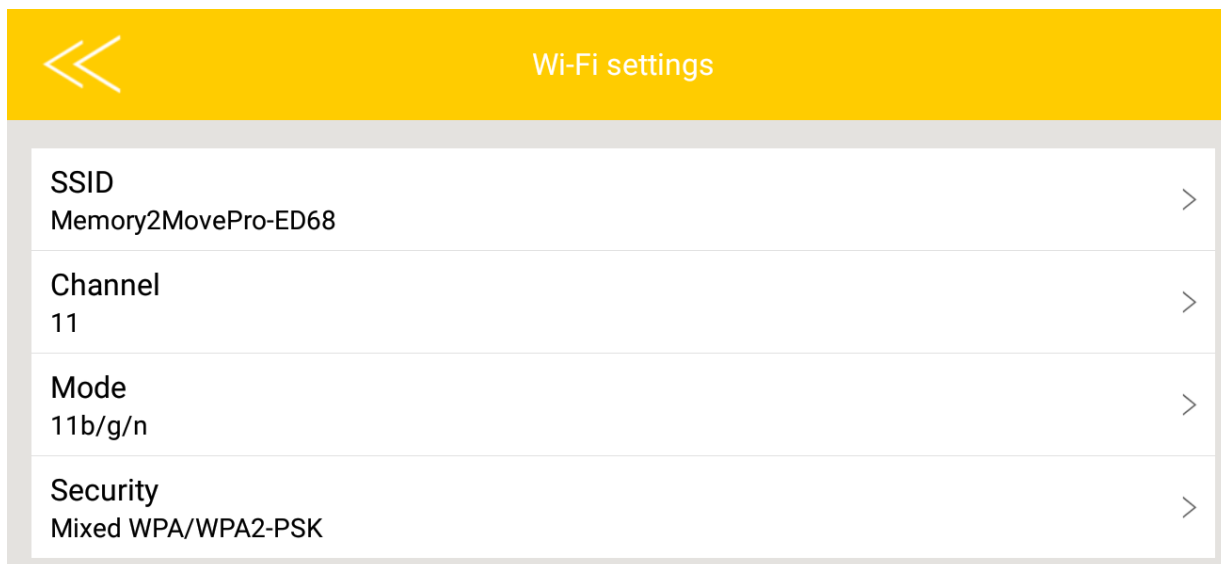 Wi-Fi settings
SSID
Memory2MovePro-ED68
Channel
11
Mode
11b/g/n
Security
Mixed WPA/WPA2-PSK